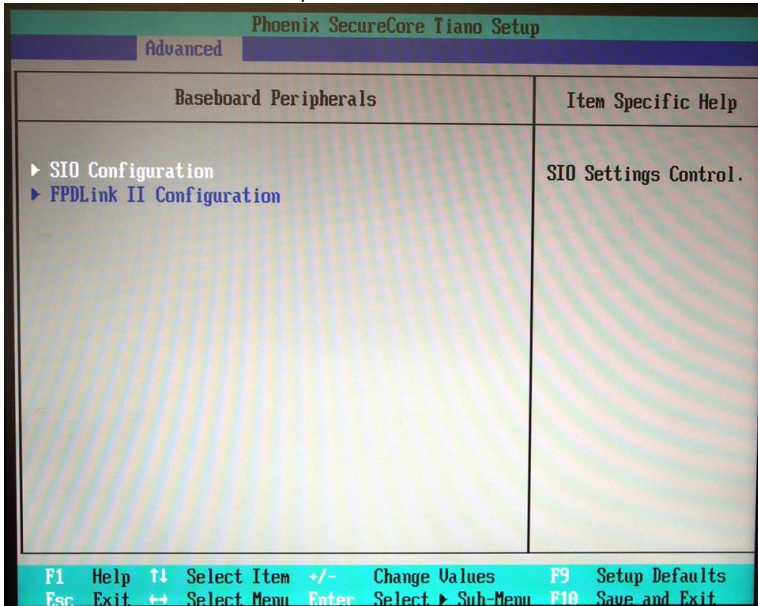 Phoenix SecureCore Tiano Setup
Advanced
Baseboard Peripherals
Item Specific Help
▶ SIO Configuration
SIO Settings Control.
▶ FPDLink II Configuration
F1 Help ↑↓ Select Item +/- Change Values F9 Setup Defaults
Esc Exit ↔ Select Menu Enter Select ▶ Sub-Menu F10 Save and Exit